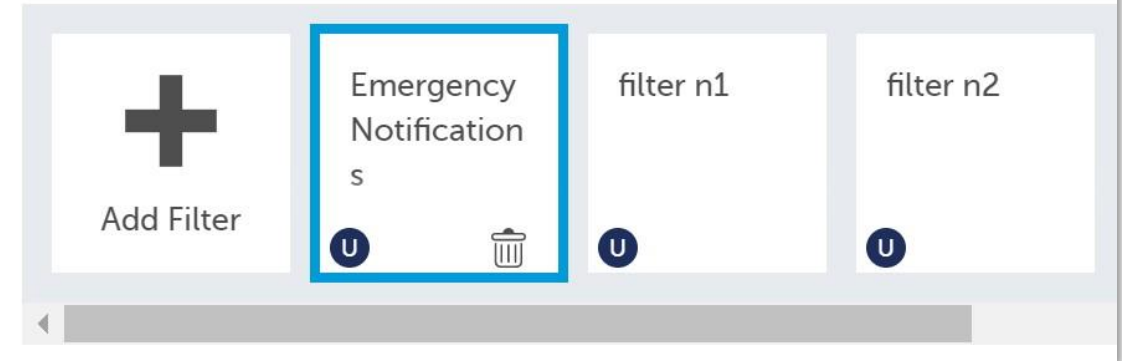 Add Filter
Emergency
Notification
s
U
filter n1
U
filter n2
U